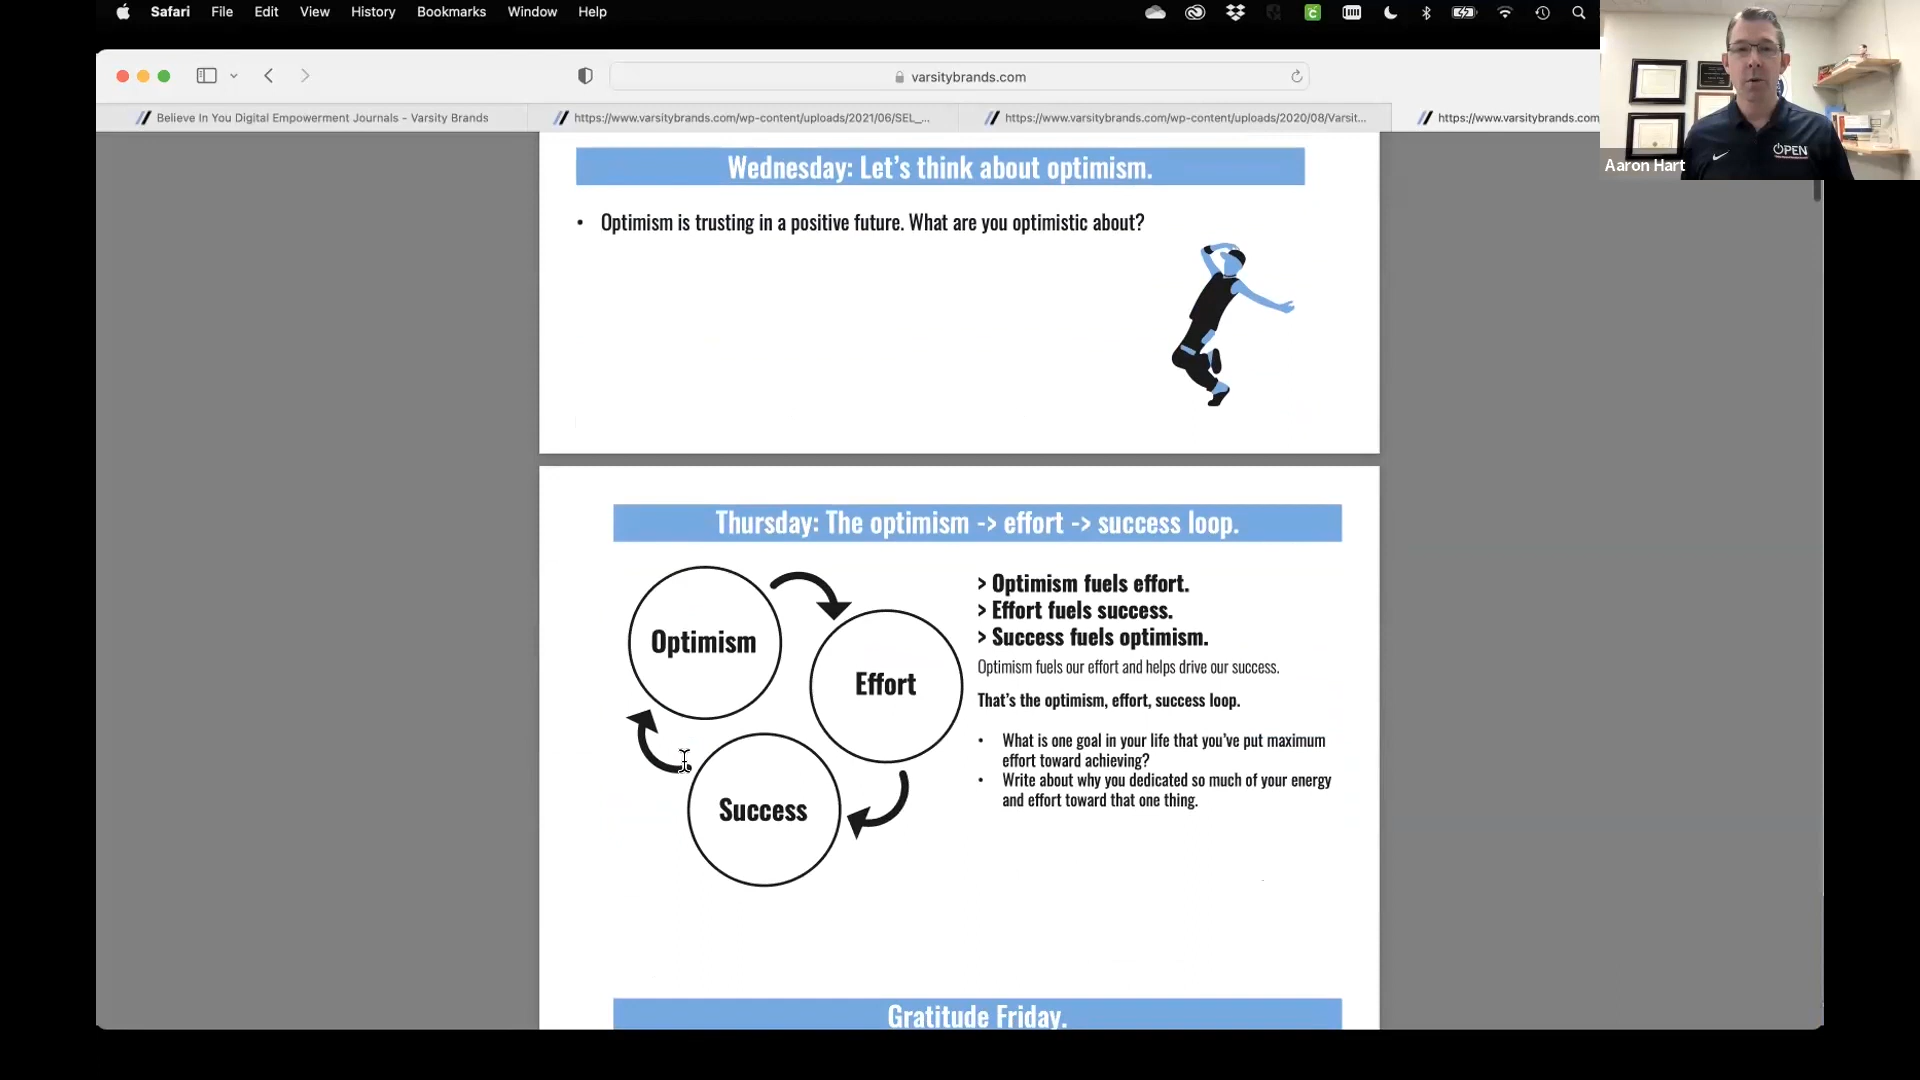 Safari File Edit View History Bookmarks Window Help
varsitybrands.com
Believe In You Digital Empowerment Journals - Varsity Brands
https://www.varsitybrands.com/wp-content/uploads/2021/06/SEL_...
https://www.varsitybrands.com/wp-content/uploads/2020/08/Varsit...
https://www.varsitybrands.com
OPEN
Aaron Hart
Wednesday: Let's think about optimism.
• Optimism is trusting in a positive future. What are you optimistic about?
Thursday: The optimism -> effort -> success loop.
Optimism
Effort
Success
> Optimism fuels effort.
> Effort fuels success.
> Success fuels optimism.
Optimism fuels our effort and helps drive our success.
That's the optimism, effort, success loop.
• What is one goal in your life that you've put maximum
effort toward achieving?
• Write about why you dedicated so much of your energy
and effort toward that one thing.
Gratitude Friday.